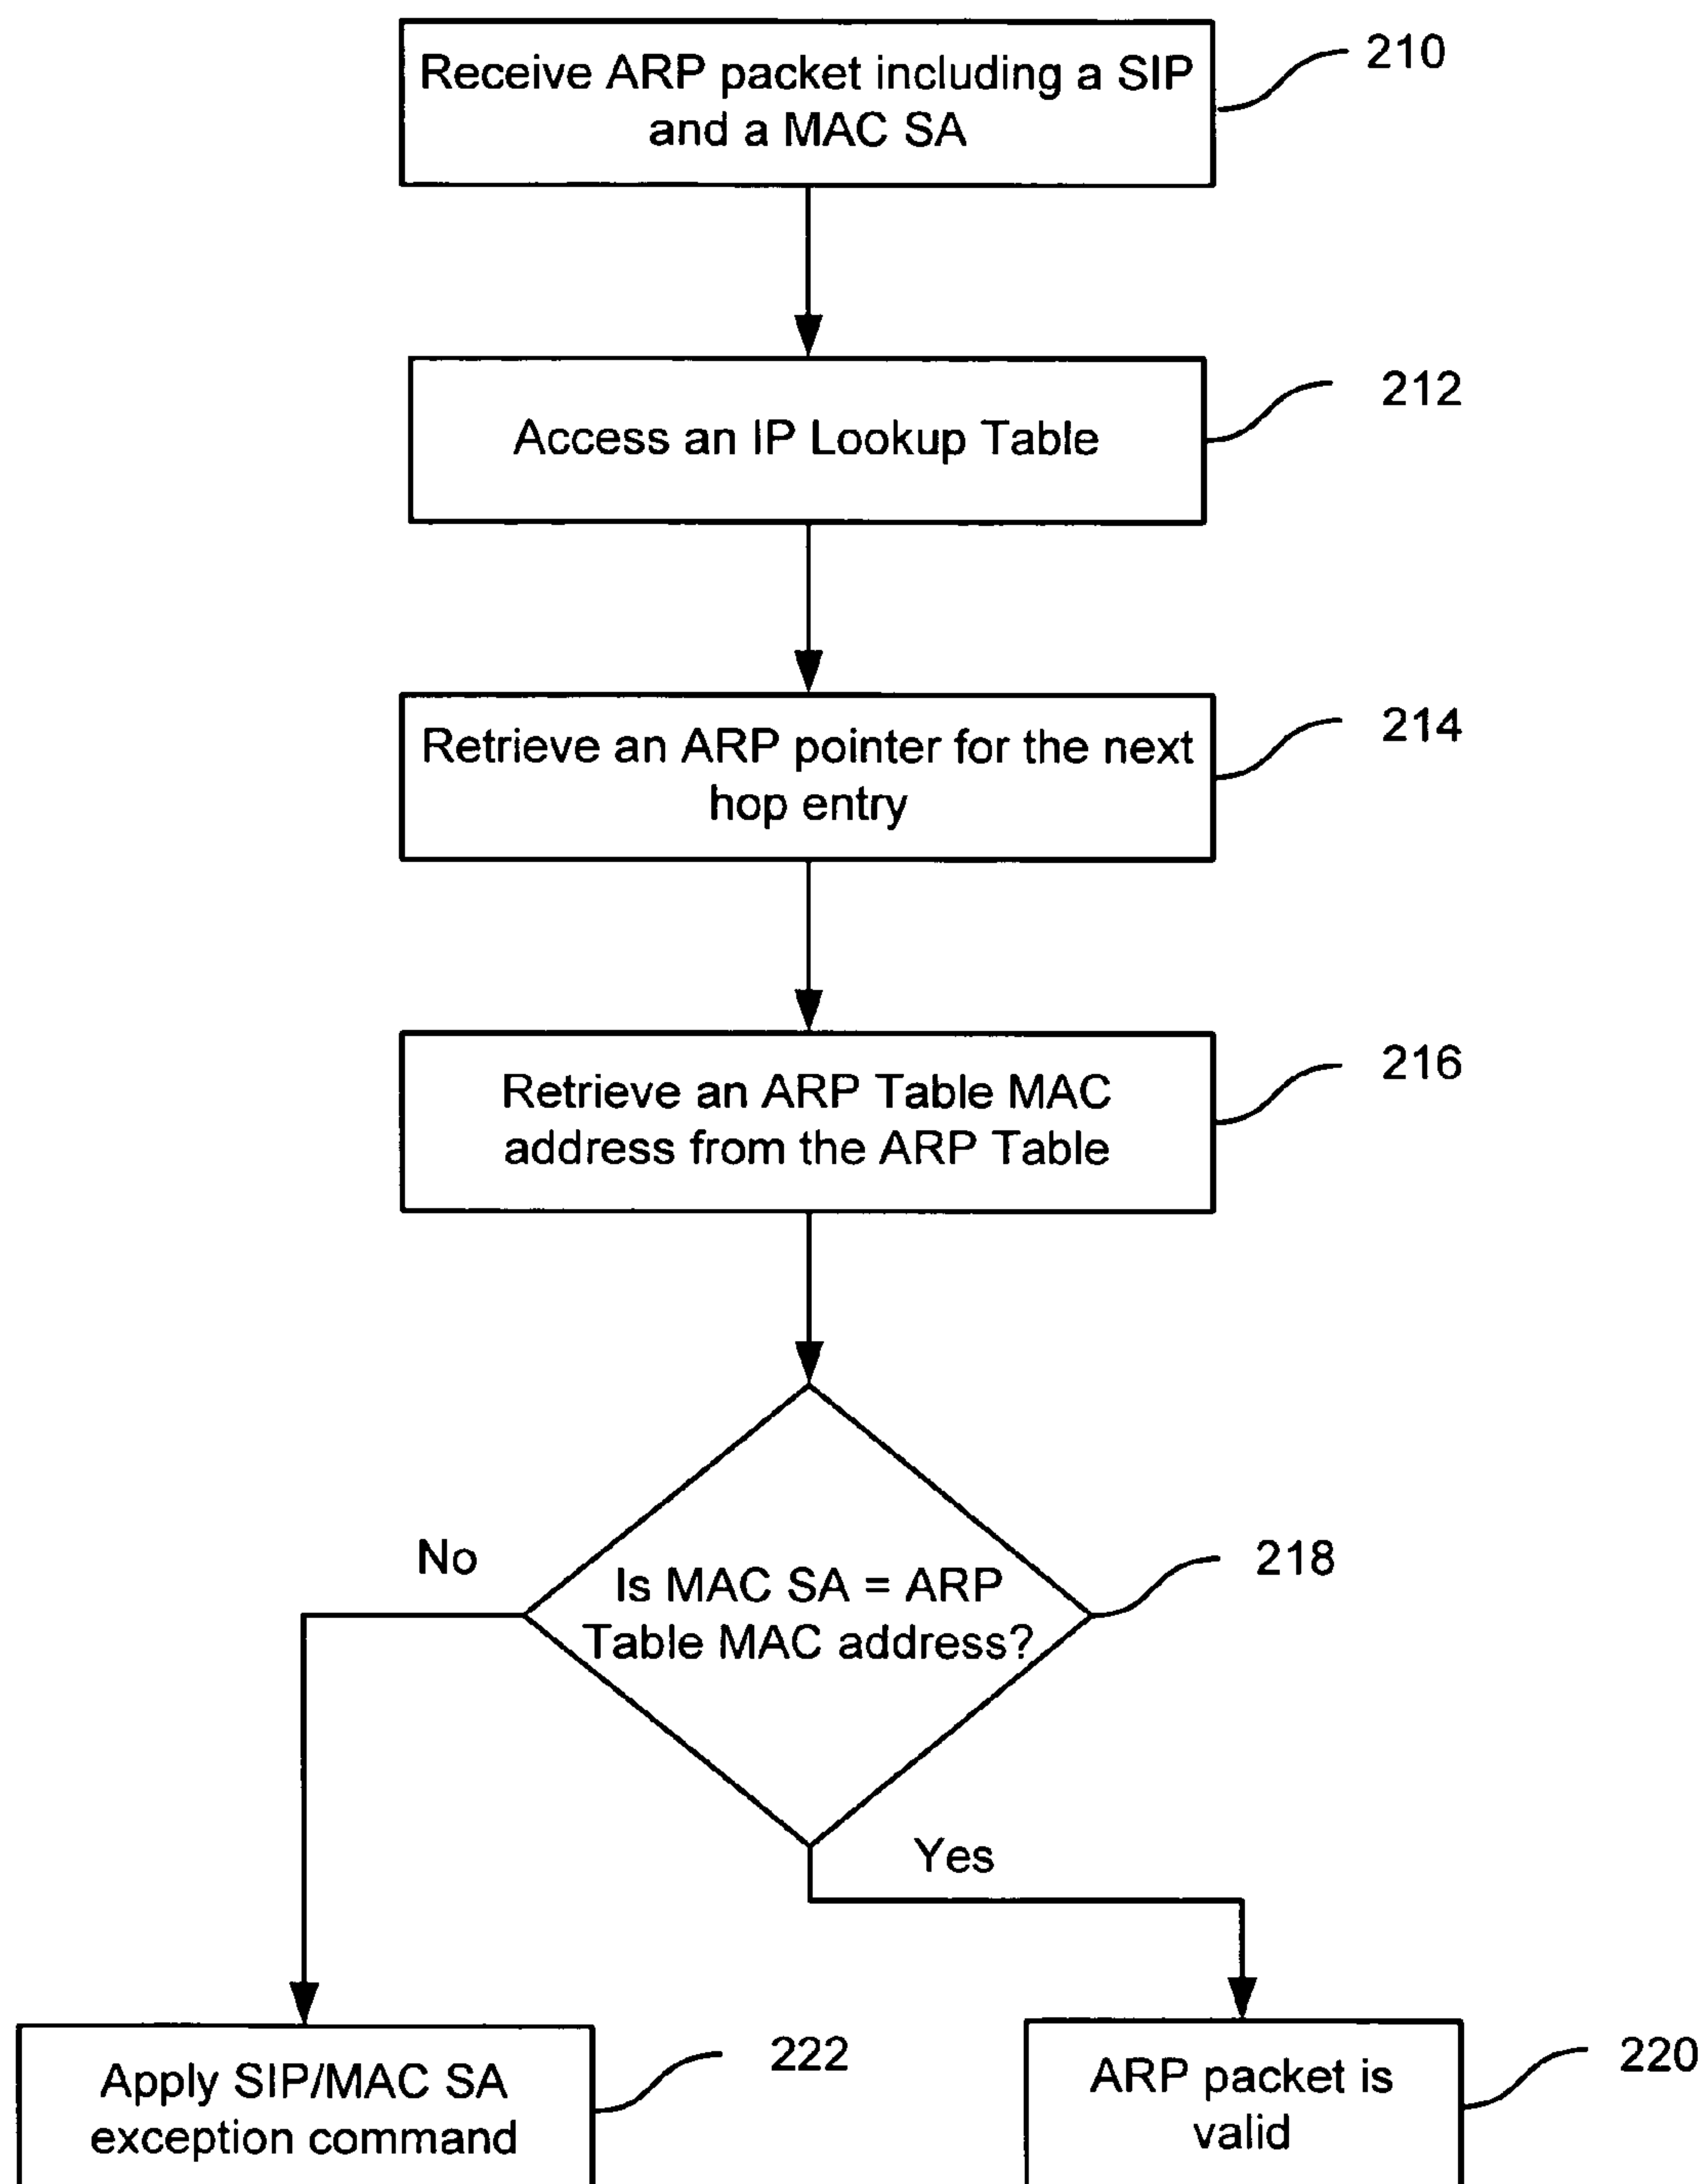 Receive ARP packet including a SIP
and a MAC SA
210
Access an IP Lookup Table
212
Retrieve an ARP pointer for the next
hop entry
214
Retrieve an ARP Table MAC
address from the ARP Table
216
Is MAC SA = ARP
Table MAC address?
218
No
Yes
Apply SIP/MAC SA
exception command
222
ARP packet is
valid
220